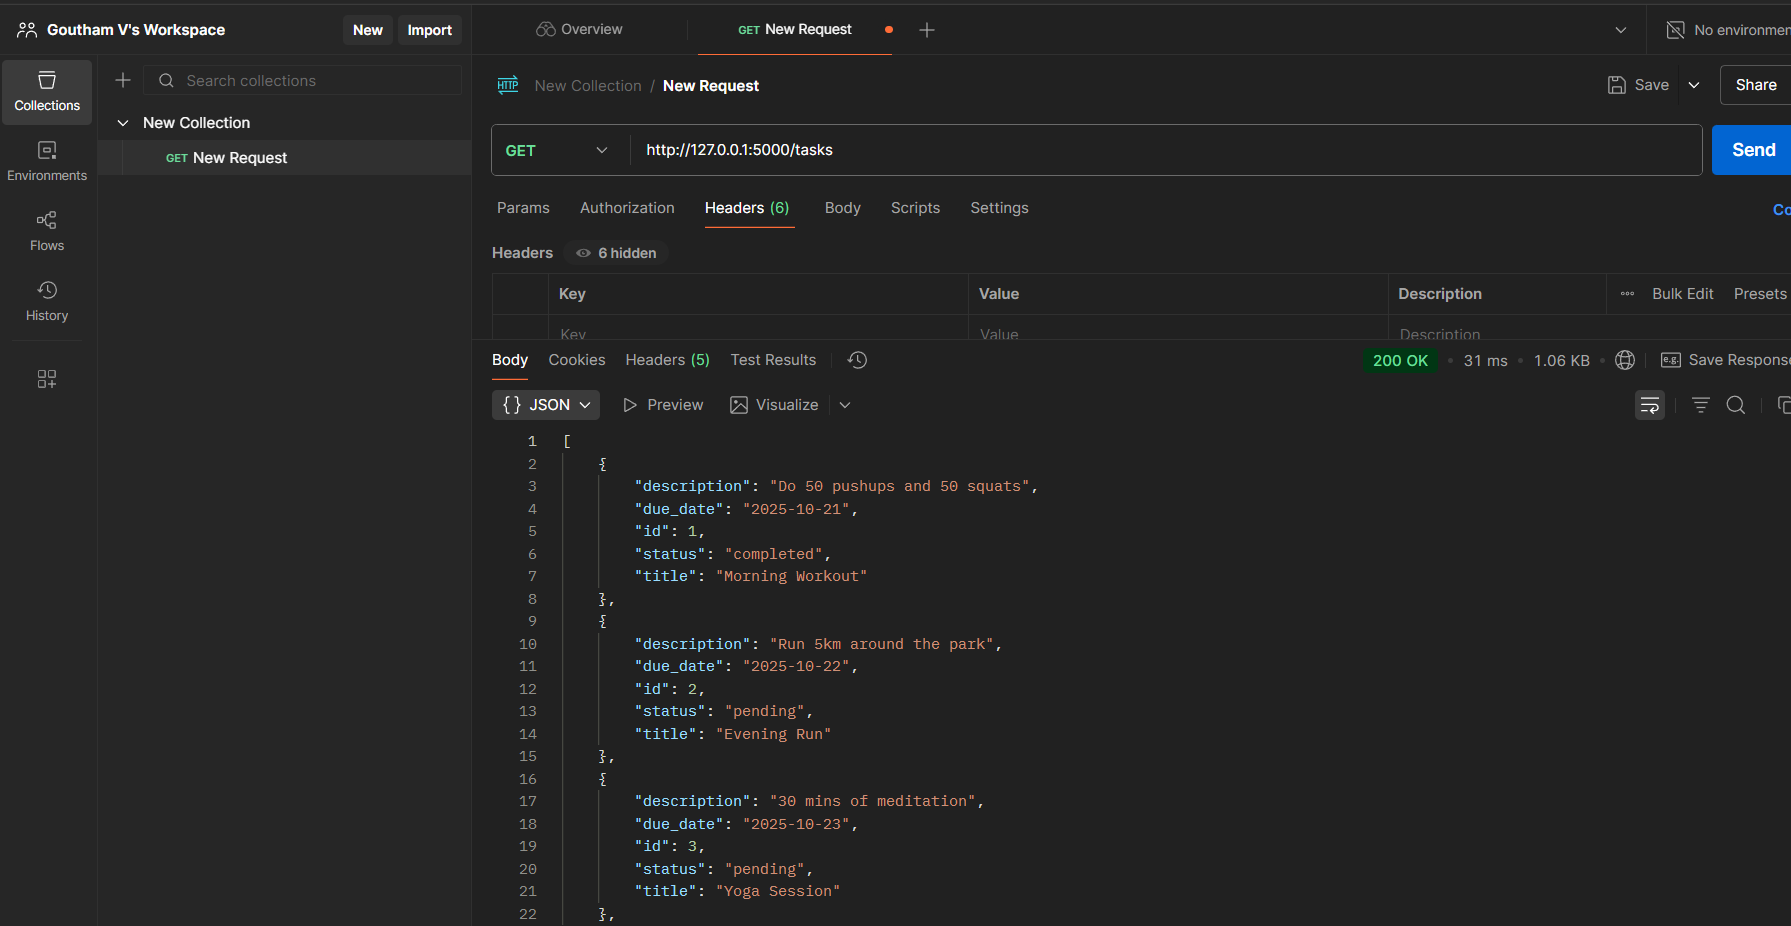 Goutham V's Workspace
New
Import
Overview
GET New Request
No environmen
Collections
Search collections
New Collection
GET New Request
Environments
Flows
History
HTTP New Collection / New Request
Save
Share
GET
http://127.0.0.1:5000/tasks
Send
Params Authorization Headers (6) Body Scripts Settings
Co
Headers 6 hidden
Key Value Description Bulk Edit Presets
Key Value Description
Body Cookies Headers (5) Test Results
200 OK • 31 ms • 1.06 KB • e.g. Save Response
{} JSON Preview Visualize
1 [
2 {
3 "description": "Do 50 pushups and 50 squats",
4 "due_date": "2025-10-21",
5 "id": 1,
6 "status": "completed",
7 "title": "Morning Workout"
8 },
9 {
10 "description": "Run 5km around the park",
11 "due_date": "2025-10-22",
12 "id": 2,
13 "status": "pending",
14 "title": "Evening Run"
15 },
16 {
17 "description": "30 mins of meditation",
18 "due_date": "2025-10-23",
19 "id": 3,
20 "status": "pending",
21 "title": "Yoga Session"
22 },